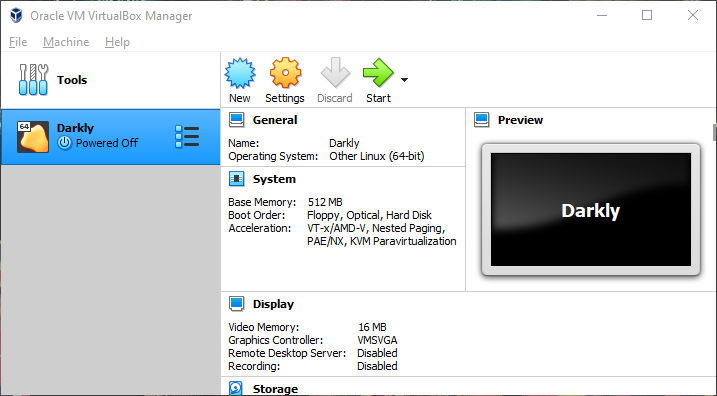 Oracle VM VirtualBox Manager
File Machine Help
Tools
New Settings Discard Start
64
Darkly
Powered Off
General
Name: Darkly
Operating System: Other Linux (64-bit)
Preview
Darkly
System
Base Memory: 512 MB
Boot Order: Floppy, Optical, Hard Disk
Acceleration: VT-x/AMD-V, Nested Paging,
PAE/NX, KVM Paravirtualization
Display
Video Memory: 16 MB
Graphics Controller: VMSVGA
Remote Desktop Server: Disabled
Recording: Disabled
Storage